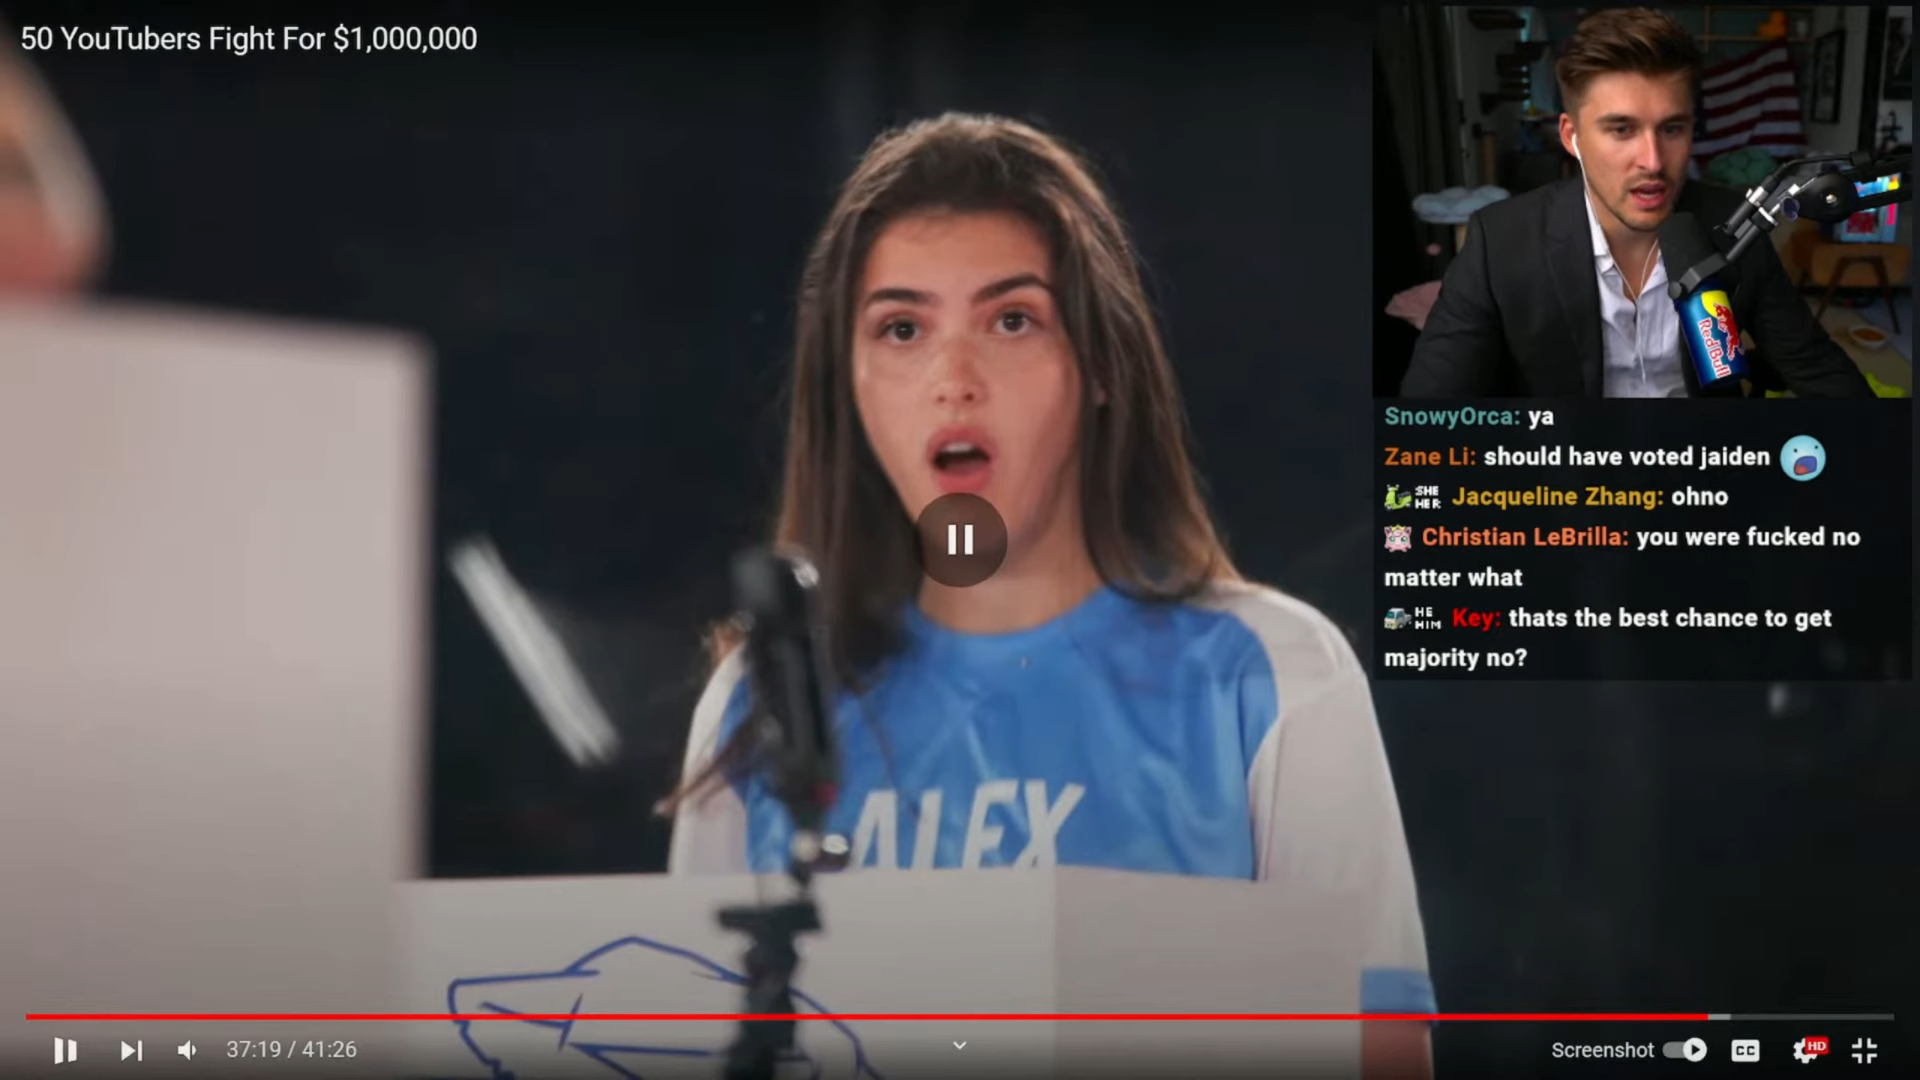 50 YouTubers Fight For $1,000,000
RedBull
SnowyOrca: ya
Zane Li: should have voted jaiden
SHE
HER
Jacqueline Zhang: ohno
Christian LeBrilla: you were fucked no
matter what
HE
HIM
Key: thats the best chance to get
majority no?
ALEX
37:19 / 41:26
Screenshot
CC
HD